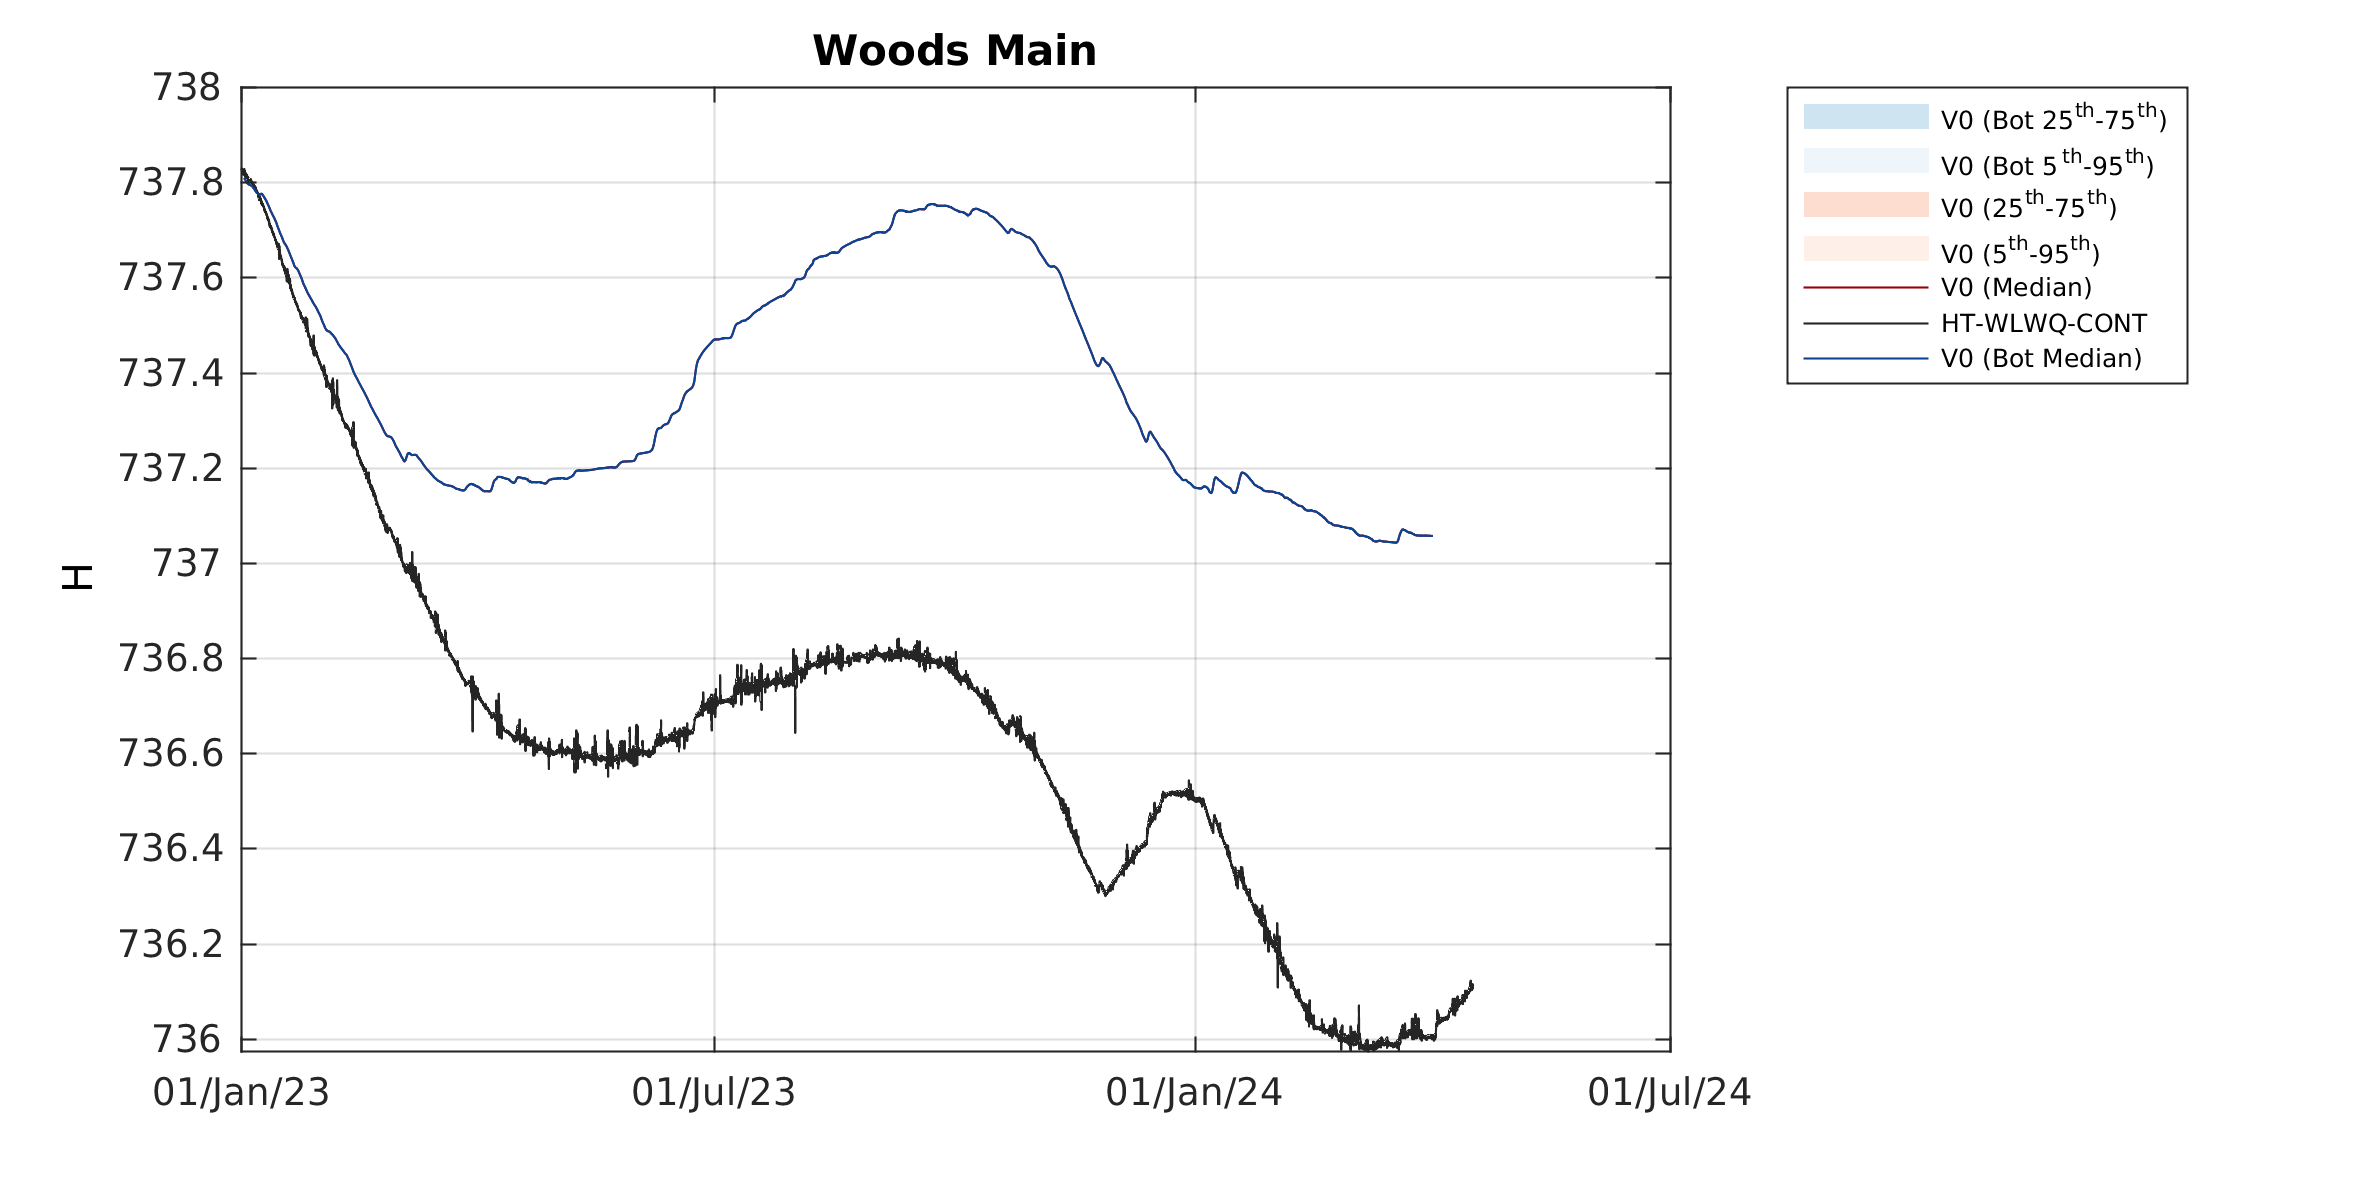 Woods Main
738
737.8
737.6
737.4
737.2
737
736.8
736.6
736.4
736.2
736
H
01/Jan/23
01/Jul/23
01/Jan/24
01/Jul/24
V0 (Bot 25th-75th)
V0 (Bot 5th-95th)
V0 (25th-75th)
V0 (5th-95th)
V0 (Median)
HT-WLWQ-CONT
V0 (Bot Median)